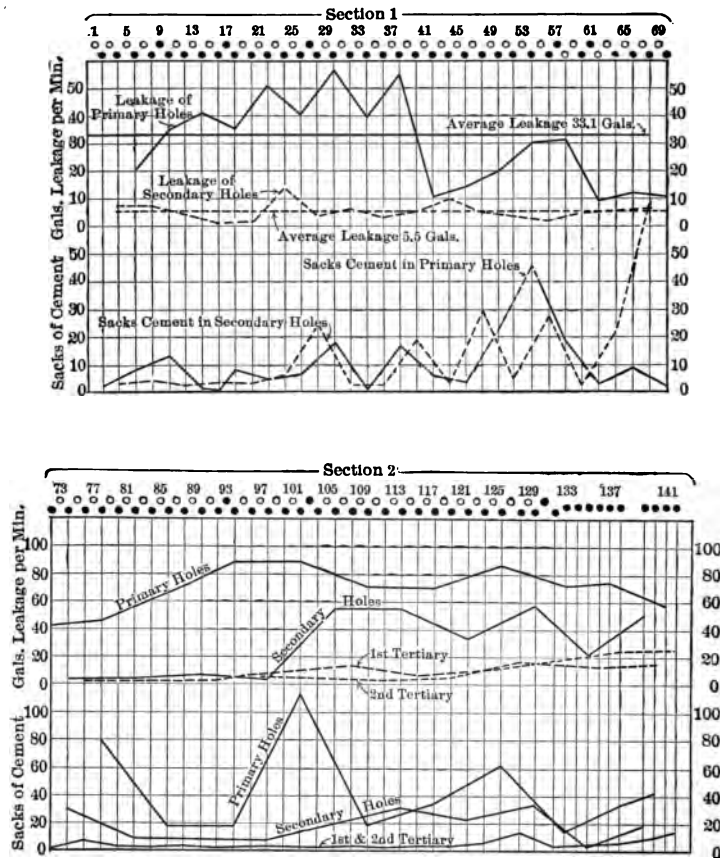 Section 1
.1 5 9 13 17 21 25 29 33 37 41 45 49 53 57 61 65 69
Gals. Leakage per Min.
50 50
40 40
30 30
20 20
10 10
0 0
Leakage of
Primary Holes
Average Leakage 33.1 Gals.
Leakage of
Secondary Holes
Average Leakage 5.5 Gals.
Sacks of Cement
50 50
40 40
30 30
20 20
10 10
0 0
Sacks Cement in Primary Holes
Sacks Cement in Secondary Holes
Section 2
73 77 81 85 89 93 97 101 105 109 113 117 121 125 129 133 137 141
Gals. Leakage per Min.
100 100
80 80
60 60
40 40
20 20
0 0
Primary Holes
Secondary Holes
1st Tertiary
2nd Tertiary
Sacks of Cement
100 100
80 80
60 60
40 40
20 20
0 0
Primary Holes
Secondary Holes
1st & 2nd Tertiary